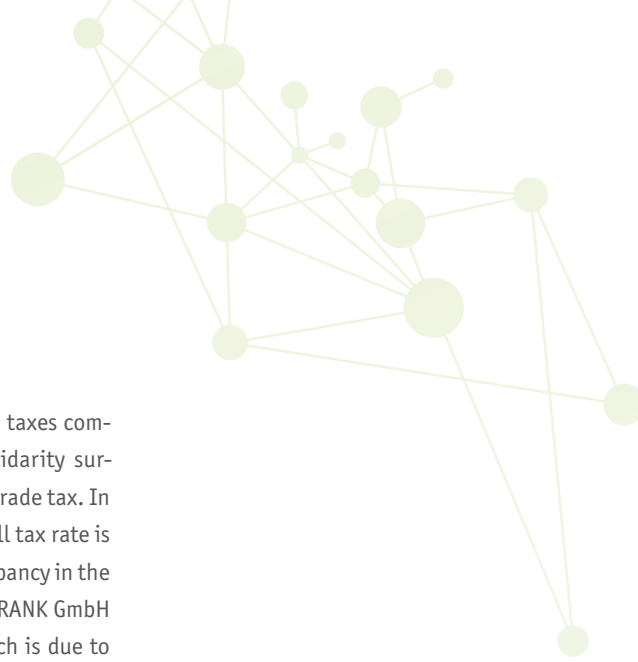 taxes com-
idarity sur-
rade tax. In
ll tax rate is
pancy in the
RANK GmbH
ch is due to